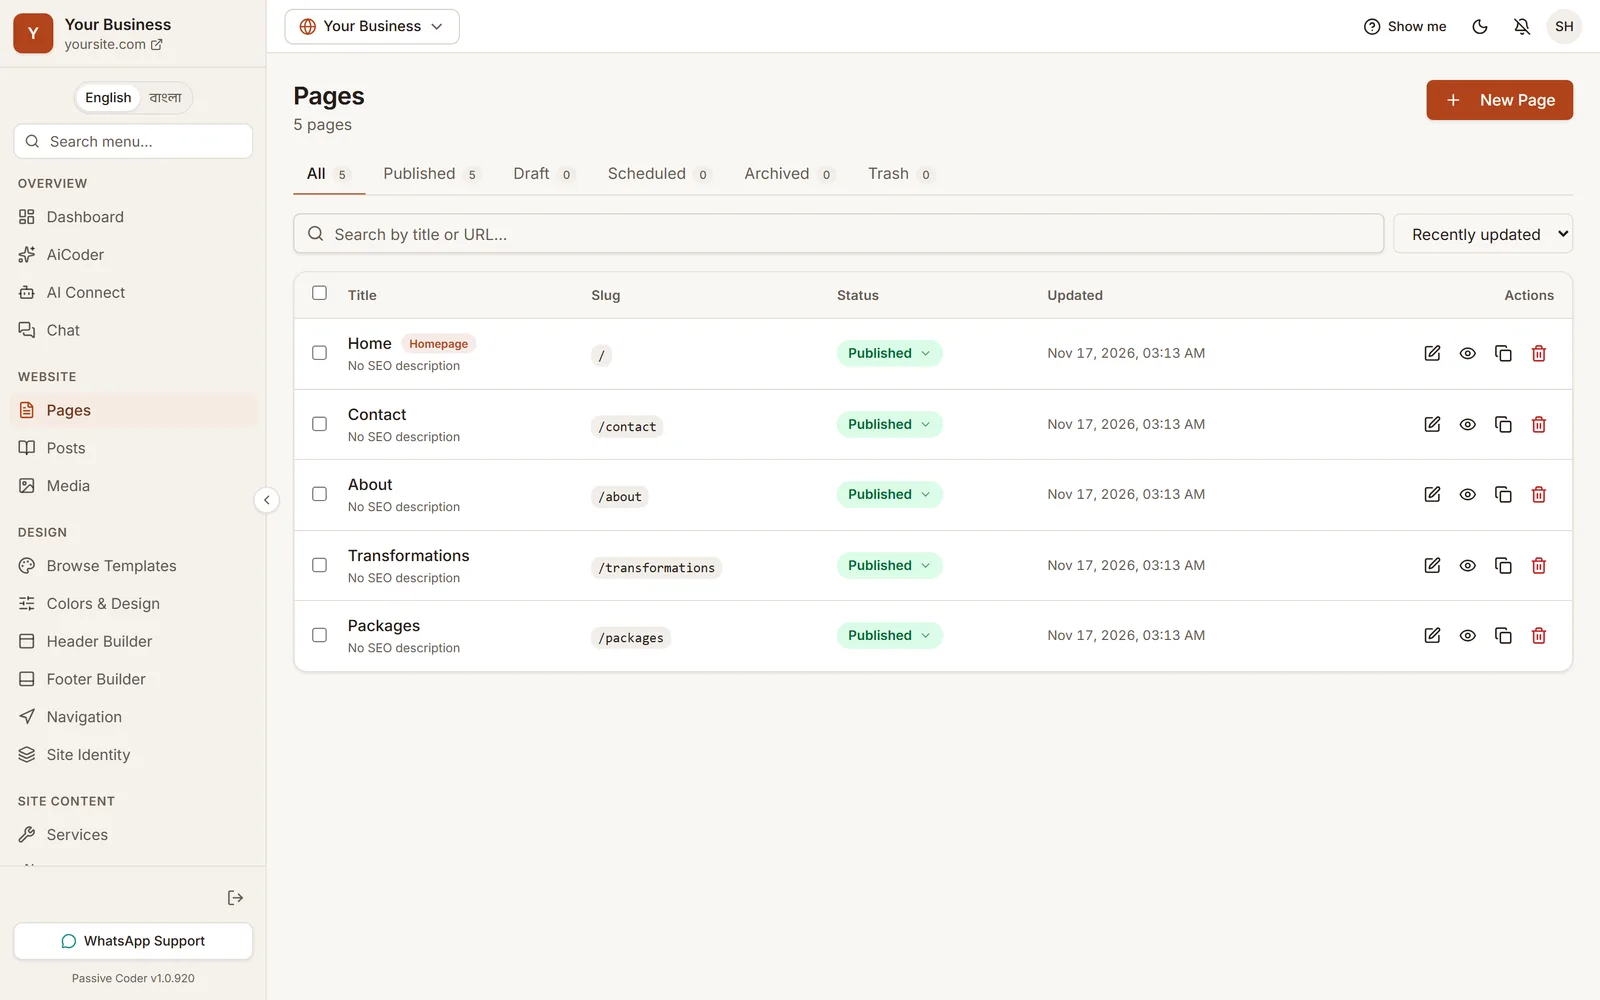 Y
Your Business
yoursite.com
English বাংলা
Search menu...
OVERVIEW
Dashboard
AiCoder
AI Connect
Chat
WEBSITE
Pages
Posts
Media
DESIGN
Browse Templates
Colors & Design
Header Builder
Footer Builder
Navigation
Site Identity
SITE CONTENT
Services
WhatsApp Support
Passive Coder v1.0.920
Your Business
Show me
SH
Pages
5 pages
New Page
All 5 Published 5 Draft 0 Scheduled 0 Archived 0 Trash 0
Search by title or URL...
Recently updated
Title Slug Status Updated Actions
Home Homepage
No SEO description
/ Published Nov 17, 2026, 03:13 AM
Contact
No SEO description
/contact Published Nov 17, 2026, 03:13 AM
About
No SEO description
/about Published Nov 17, 2026, 03:13 AM
Transformations
No SEO description
/transformations Published Nov 17, 2026, 03:13 AM
Packages
No SEO description
/packages Published Nov 17, 2026, 03:13 AM